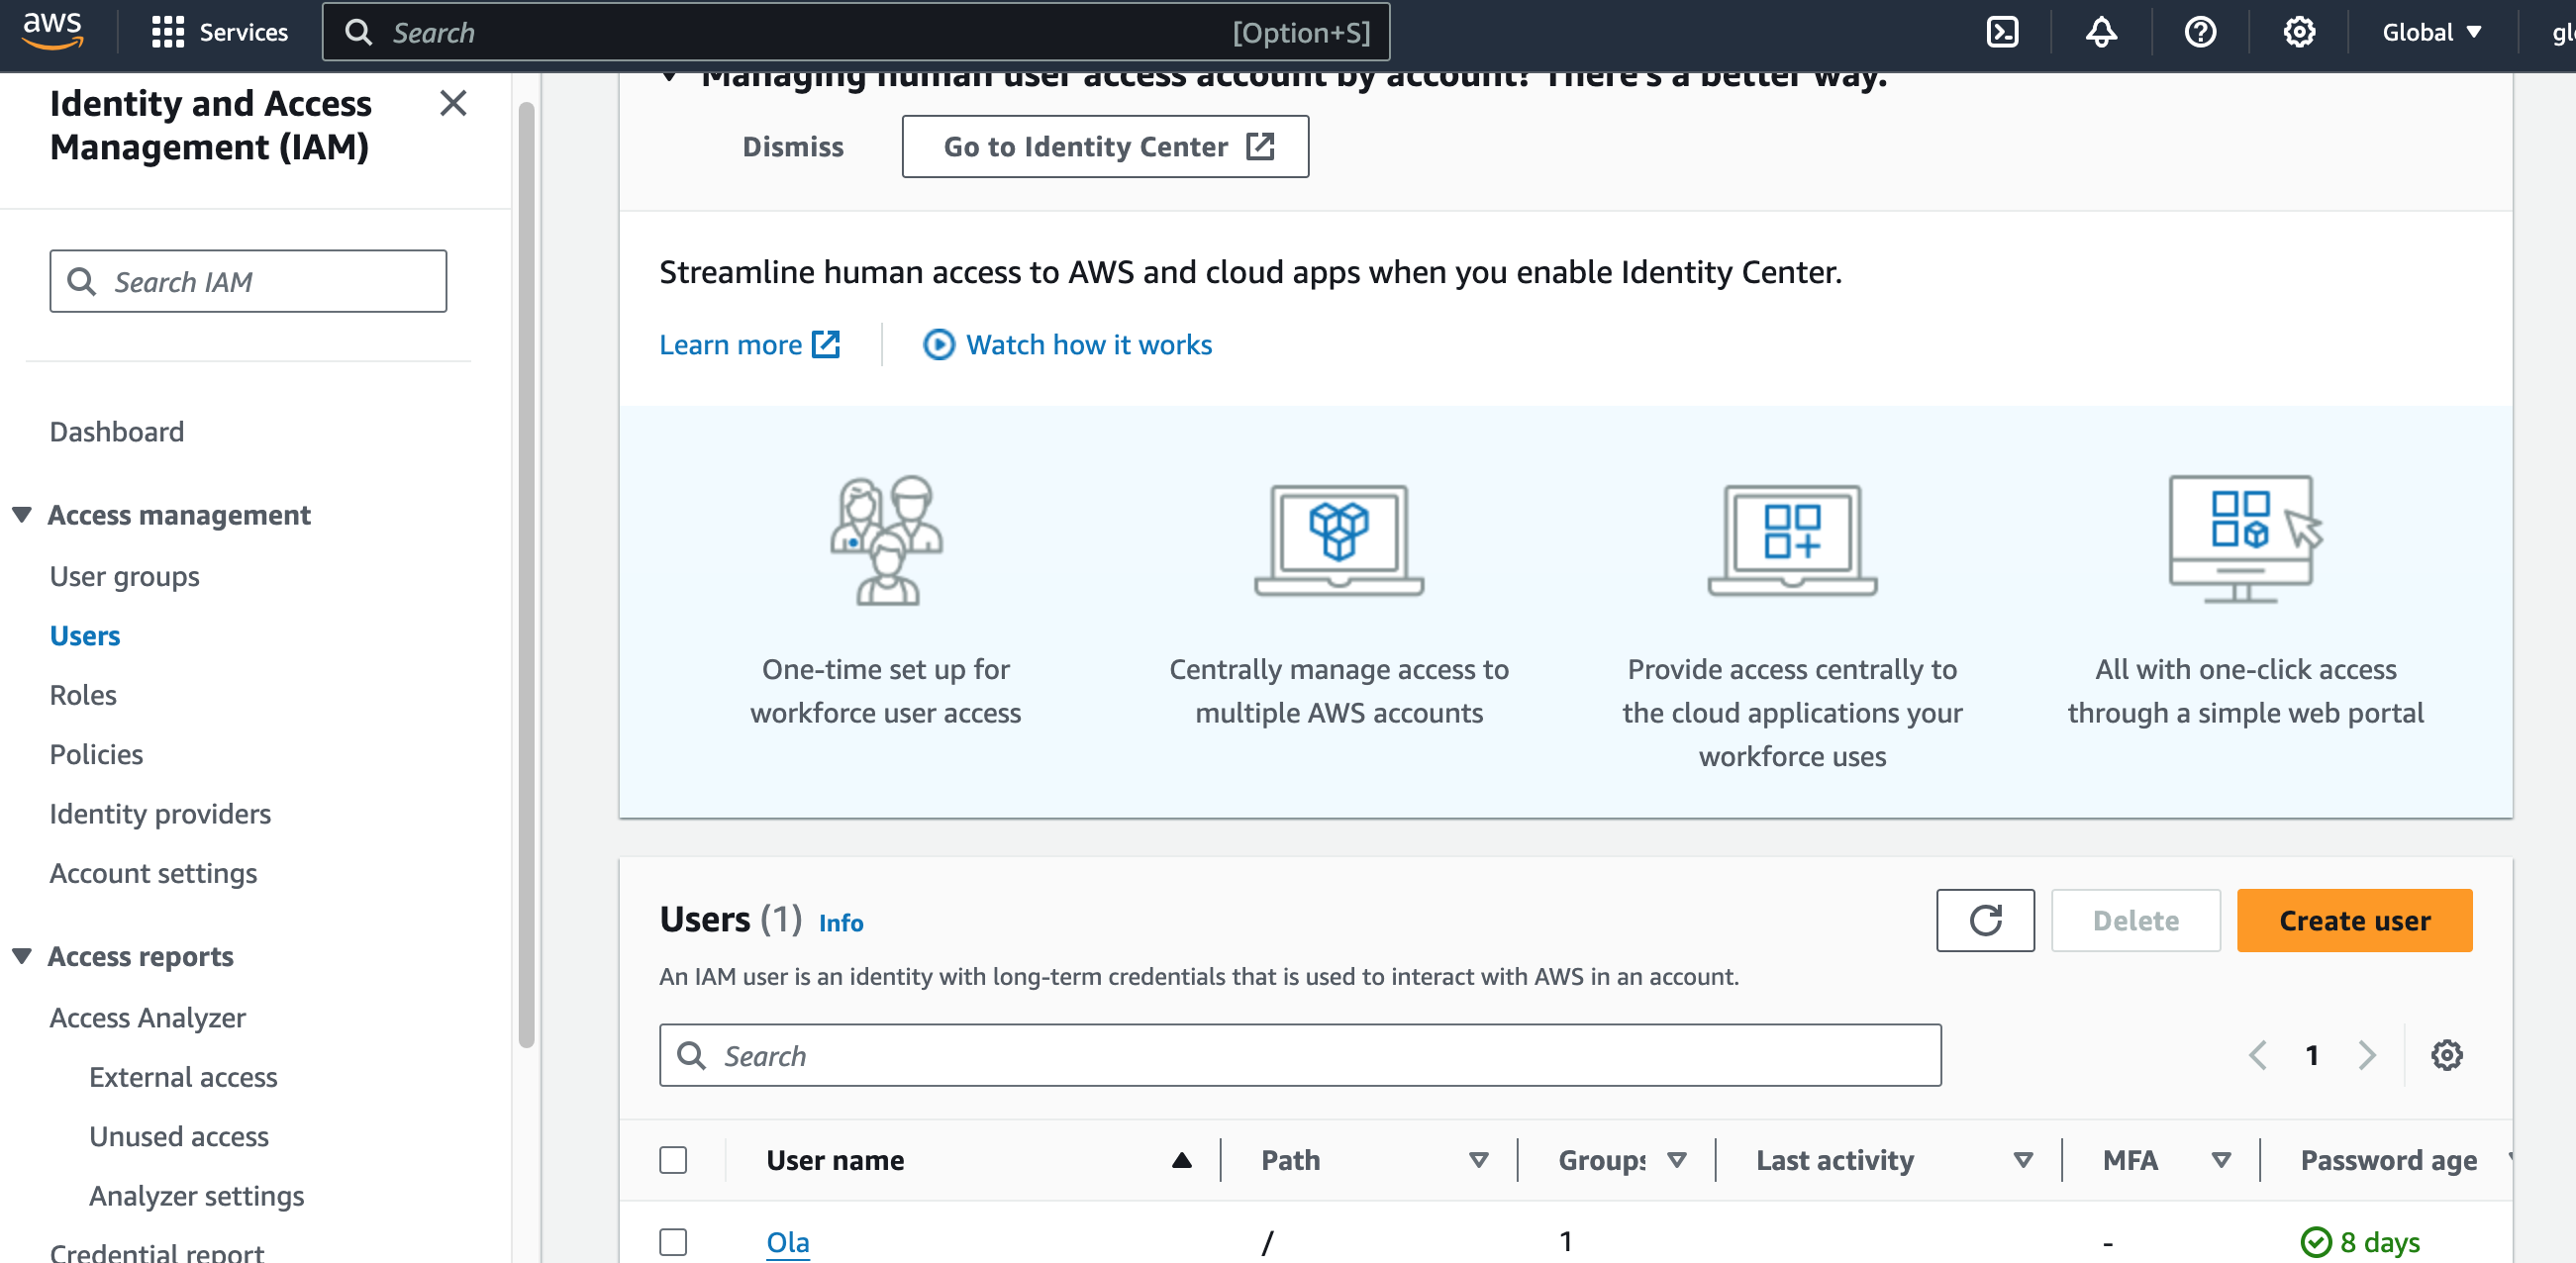 aws
Services
Search
[Option+S]
Global
Identity and Access
Management (IAM)
Search IAM
Dashboard
Access management
User groups
Users
Roles
Policies
Identity providers
Account settings
Access reports
Access Analyzer
External access
Unused access
Analyzer settings
Credential report
Managing human user access account by account? There's a better way.
Dismiss
Go to Identity Center
Streamline human access to AWS and cloud apps when you enable Identity Center.
Learn more
Watch how it works
One-time set up for
workforce user access
Centrally manage access to
multiple AWS accounts
Provide access centrally to
the cloud applications your
workforce uses
All with one-click access
through a simple web portal
Users (1) Info
Delete
Create user
An IAM user is an identity with long-term credentials that is used to interact with AWS in an account.
Search
1
User name
Path
Groups
Last activity
MFA
Password age
Ola
/
1
-
8 days